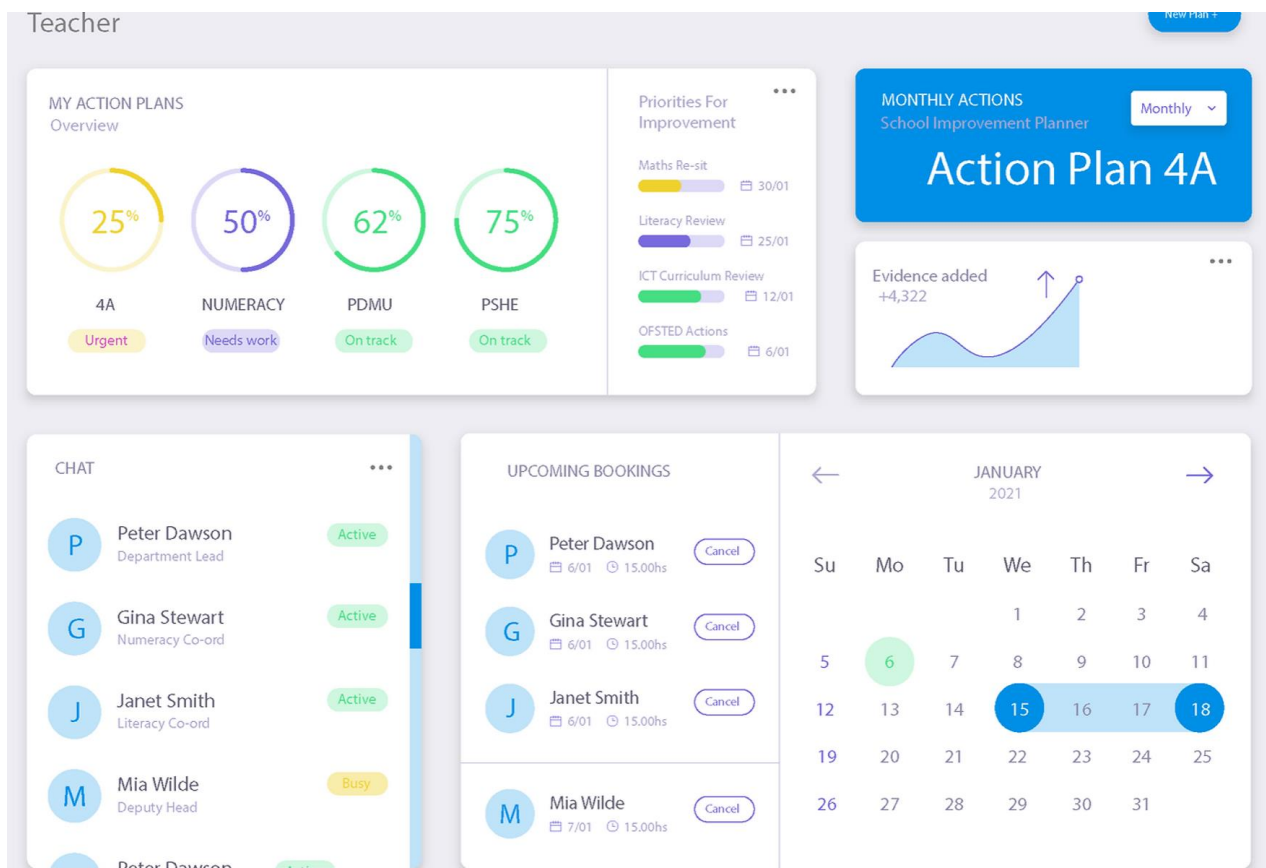 Teacher
New Plan +
MY ACTION PLANS
Overview
25%
50%
62%
75%
4A
NUMERACY
PDMU
PSHE
Urgent
Needs work
On track
On track
Priorities For
Improvement
Maths Re-sit
30/01
Literacy Review
25/01
ICT Curriculum Review
12/01
OFSTED Actions
6/01
MONTHLY ACTIONS
School Improvement Planner
Monthly
Action Plan 4A
Evidence added
+4,322
CHAT
P
Peter Dawson
Department Lead
Active
G
Gina Stewart
Numeracy Co-ord
Active
J
Janet Smith
Literacy Co-ord
Active
M
Mia Wilde
Deputy Head
Busy
Peter Dawson
Active
UPCOMING BOOKINGS
P
Peter Dawson
6/01 15.00hs
Cancel
G
Gina Stewart
6/01 15.00hs
Cancel
J
Janet Smith
6/01 15.00hs
Cancel
M
Mia Wilde
7/01 15.00hs
Cancel
JANUARY
2021
Su Mo Tu We Th Fr Sa
1 2 3 4
5 6 7 8 9 10 11
12 13 14 15 16 17 18
19 20 21 22 23 24 25
26 27 28 29 30 31